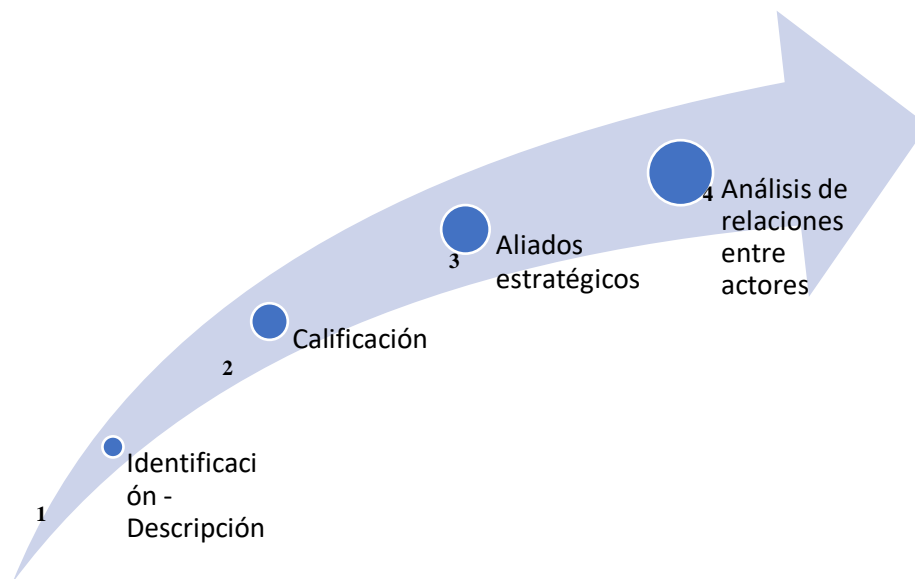 1
Identificaci
ón -
Descripción
2
Calificación
3
Aliados
estratégicos
4
Análisis de
relaciones
entre
actores